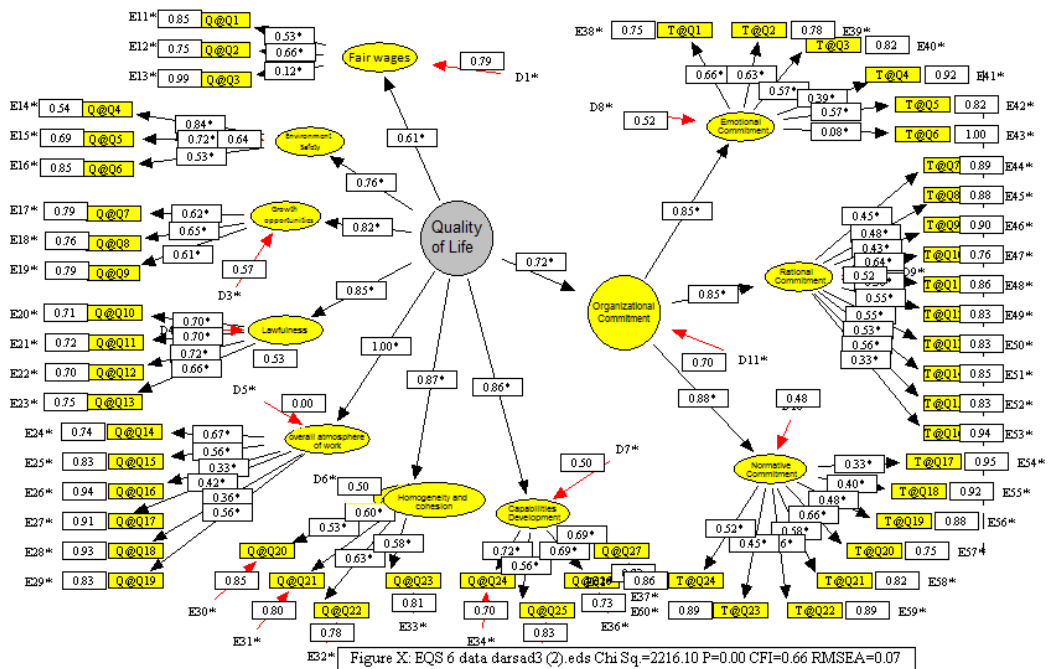 E11* 0.85 Q@Q1
E12* 0.75 Q@Q2
E13* 0.99 Q@Q3
0.53*
0.66*
0.12*
Fair wages
0.79
D1*
E14* 0.54 Q@Q4
E15* 0.69 Q@Q5
E16* 0.85 Q@Q6
0.84*
0.72*
0.64
0.53*
Environment
Safety
0.61*
0.76*
E17* 0.79 Q@Q7
E18* 0.76 Q@Q8
E19* 0.79 Q@Q9
0.62*
0.65*
0.61*
Growth
opportunities
0.57
D3*
0.82*
Quality
of Life
E20* 0.71 Q@Q10
E21* 0.72 Q@Q11
E22* 0.70 Q@Q12
E23* 0.75 Q@Q13
0.70*
0.70*
0.72*
0.66*
Lawfulness
0.53
0.85*
D5*
0.00
1.00*
0.87*
0.86*
0.72*
E24* 0.74 Q@Q14
E25* 0.83 Q@Q15
E26* 0.94 Q@Q16
E27* 0.91 Q@Q17
E28* 0.93 Q@Q18
E29* 0.83 Q@Q19
0.67*
0.56*
0.33*
0.42*
0.36*
0.56*
overall atmosphere
of work
D6*
0.50
Homogeneity and
cohesion
0.60*
0.53*
0.63*
0.58*
Q@Q20
Q@Q21
Q@Q22
Q@Q23
0.85
0.80
0.78
0.81
E30*
E31*
E32*
E33*
D7*
0.50
Capabilities
Development
0.72*
0.56*
0.69*
0.69*
Q@Q24
Q@Q25
Q@Q27
0.70
0.83
0.73
E34*
E36*
E37*
Organizational
Commitment
0.70
D11*
0.85*
0.85*
0.88*
E38* 0.75 T@Q1
T@Q2 0.78 E39*
T@Q3 0.82 E40*
T@Q4 0.92 E41*
T@Q5 0.82 E42*
T@Q6 1.00 E43*
0.66*
0.63*
0.57*
0.39*
0.57*
0.08*
D8*
0.52
Emotional
Commitment
T@Q7 0.89 E44*
T@Q8 0.88 E45*
T@Q9 0.90 E46*
0.76 E47*
0.86 E48*
0.83 E49*
0.83 E50*
0.85 E51*
0.83 E52*
0.94 E53*
0.45*
0.48*
0.43*
0.64*
0.52
D9*
0.55*
0.53*
0.56*
0.33*
Rational
Commitment
0.48
Normative
Commitment
0.33*
0.40*
0.48*
0.66*
0.58*
0.45*
0.52*
T@Q17 0.95 E54*
T@Q18 0.92 E55*
T@Q19 0.88 E56*
T@Q20 0.75 E57*
T@Q21 0.82 E58*
T@Q22 0.89 E59*
E60* 0.89 T@Q23
0.86 T@Q24
Figure X: EQS 6 data darsad3 (2).eds Chi Sq.=2216.10 P=0.00 CFI=0.66 RMSEA=0.07